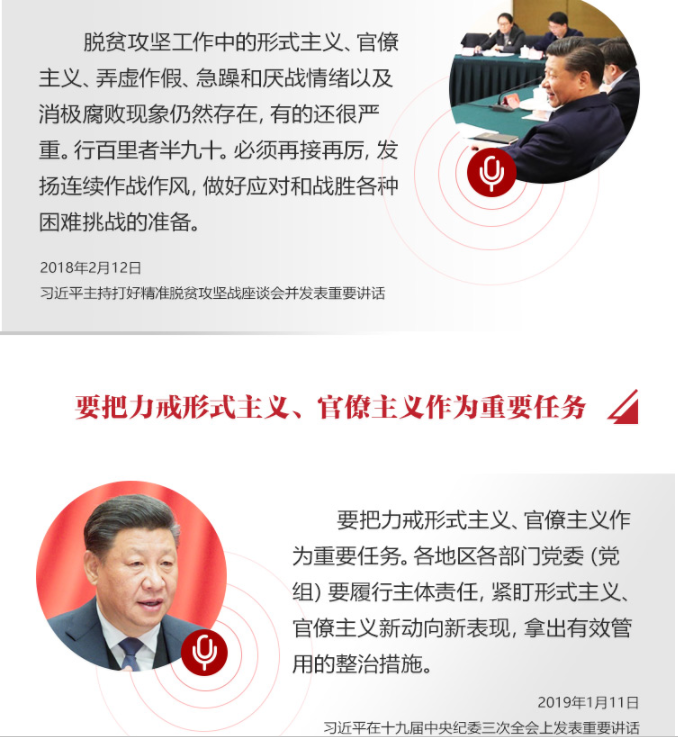 脱贫攻坚工作中的形式主义、官僚
主义、弄虚作假、急躁和厌战情绪以及
消极腐败现象仍然存在，有的还很严
重。行百里者半九十。必须再接再厉，发
扬连续作战作风，做好应对和战胜各种
困难挑战的准备。
2018年2月12日
习近平主持打好精准脱贫攻坚战座谈会并发表重要讲话
要把力戒形式主义、官僚主义作为重要任务
要把力戒形式主义、官僚主义作
为重要任务。各地区各部门党委（党
组）要履行主体责任，紧盯形式主义、
官僚主义新动向新表现，拿出有效管
用的整治措施。
2019年1月11日
习近平在十九届中央纪委三次全会上发表重要讲话